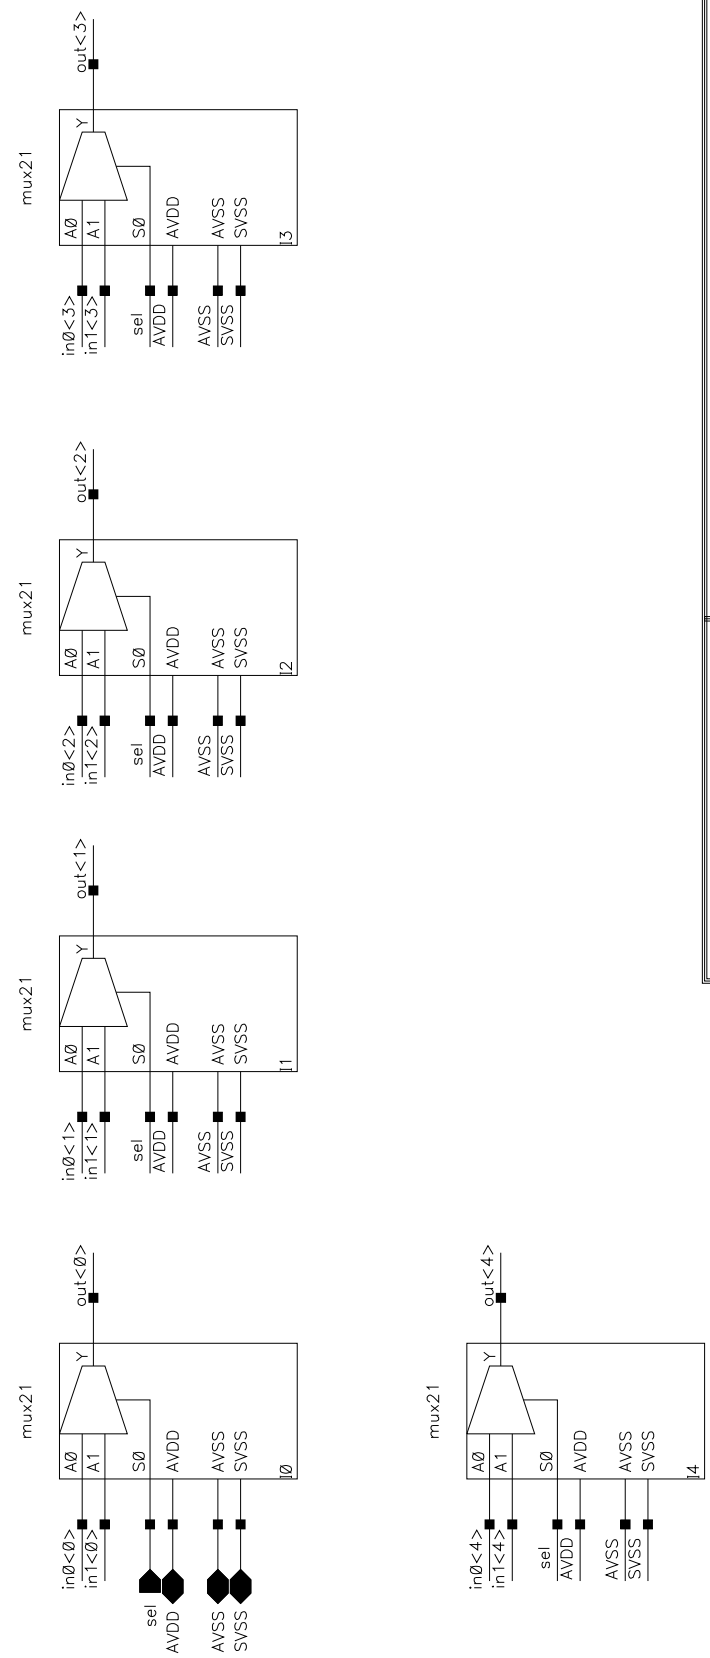 mux21
in0<0>
A0
Y
out<0>
in1<0>
A1
sel
S0
AVDD
AVDD
AVSS
AVSS
SVSS
SVSS
I0
mux21
in0<1>
A0
Y
out<1>
in1<1>
A1
sel
S0
AVDD
AVDD
AVSS
AVSS
SVSS
SVSS
I1
mux21
in0<2>
A0
Y
out<2>
in1<2>
A1
sel
S0
AVDD
AVDD
AVSS
AVSS
SVSS
SVSS
I2
mux21
in0<3>
A0
Y
out<3>
in1<3>
A1
sel
S0
AVDD
AVDD
AVSS
AVSS
SVSS
SVSS
I3
mux21
in0<4>
A0
Y
out<4>
in1<4>
A1
sel
S0
AVDD
AVDD
AVSS
AVSS
SVSS
SVSS
I4